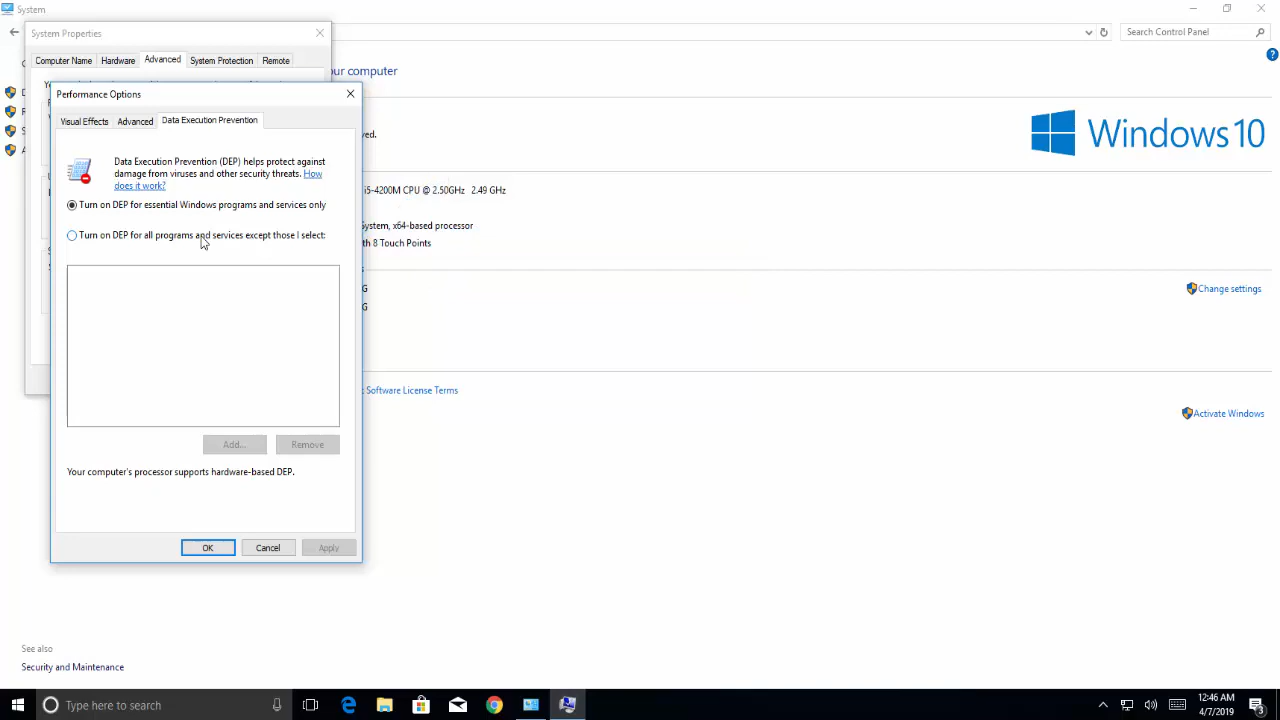 System
System Properties
Search Control Panel
Computer Name
Hardware
Advanced
System Protection
Remote
your computer
Performance Options
Visual Effects
Advanced
Data Execution Prevention
Data Execution Prevention (DEP) helps protect against
damage from viruses and other security threats. How
does it work?
Turn on DEP for essential Windows programs and services only
Turn on DEP for all programs and services except those I select:
Add...
Remove
Your computer's processor supports hardware-based DEP.
OK
Cancel
Apply
ved.
Windows 10
i5-4200M CPU @ 2.50GHz 2.49 GHz
System, x64-based processor
th 8 Touch Points
G
G
Change settings
Software License Terms
Activate Windows
See also
Security and Maintenance
Type here to search
12:46 AM
4/7/2019
3